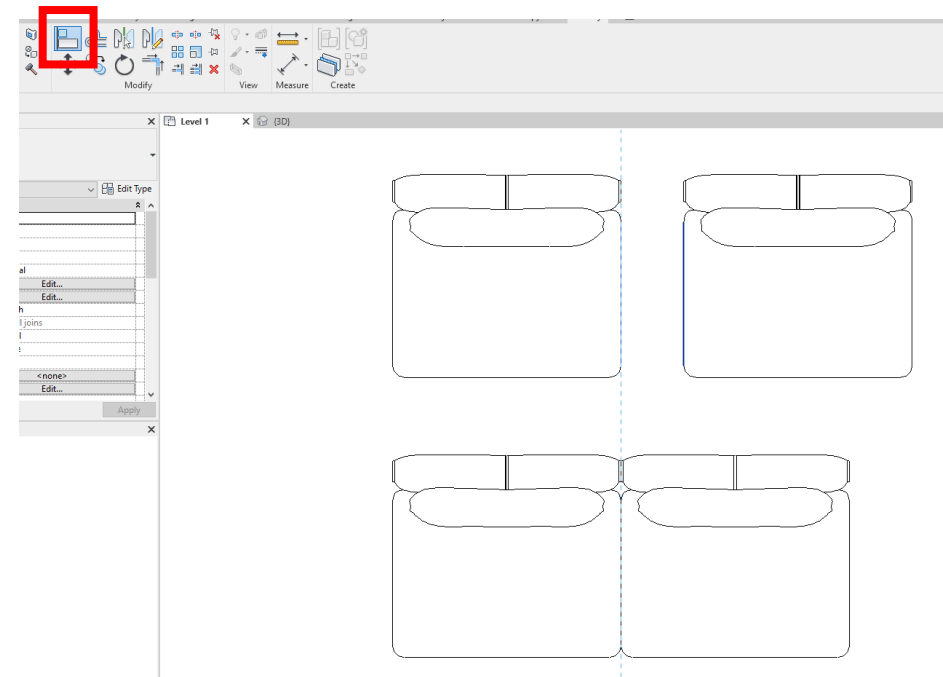 Modify
View
Measure
Create
Level 1
{3D}
Edit Type
al
Edit...
Edit...
h
l joins
l
<none>
Edit...
Apply